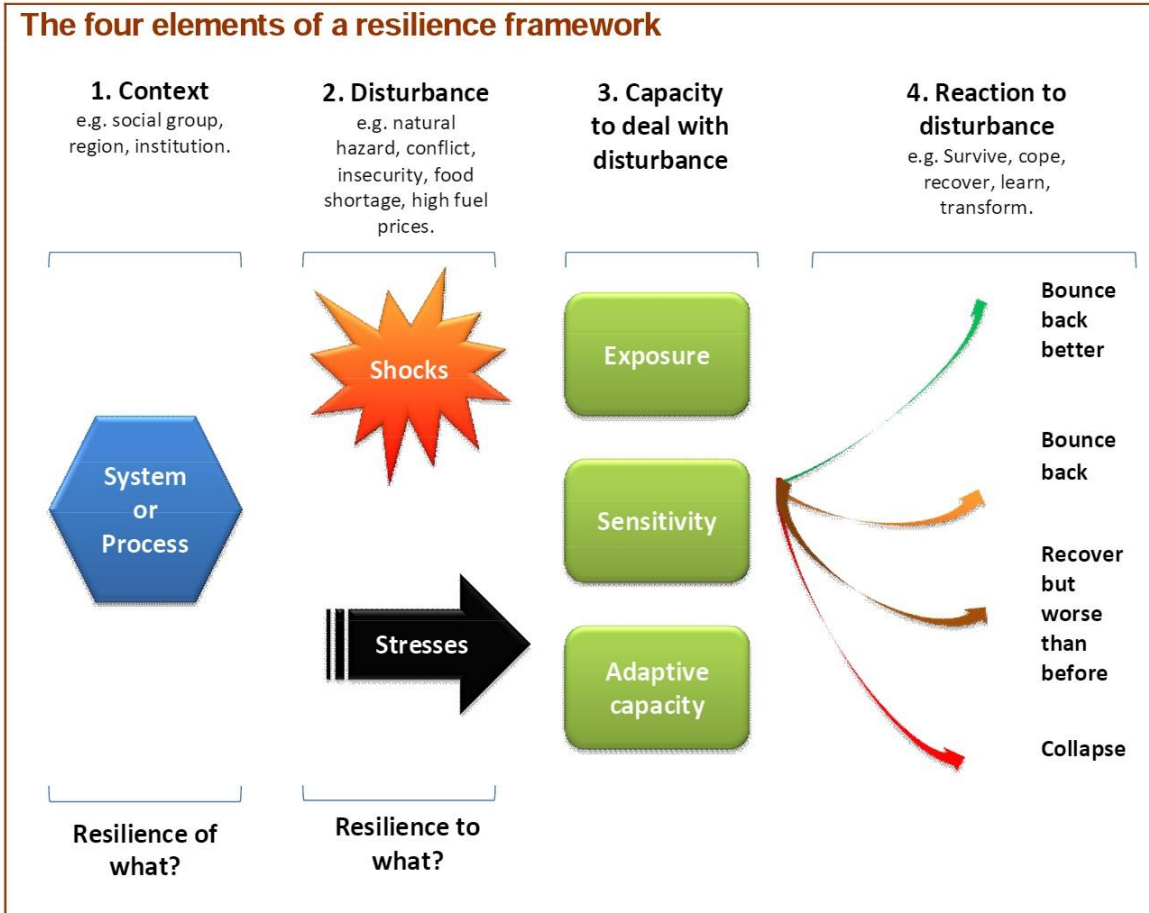 The four elements of a resilience framework
1. Context
e.g. social group,
region, institution.
2. Disturbance
e.g. natural
hazard, conflict,
insecurity, food
shortage, high fuel
prices.
3. Capacity
to deal with
disturbance
4. Reaction to
disturbance
e.g. Survive, cope,
recover, learn,
transform.
System
or
Process
Shocks
Stresses
Exposure
Sensitivity
Adaptive
capacity
Bounce
back
better
Bounce
back
Recover
but
worse
than
before
Collapse
Resilience of
what?
Resilience to
what?